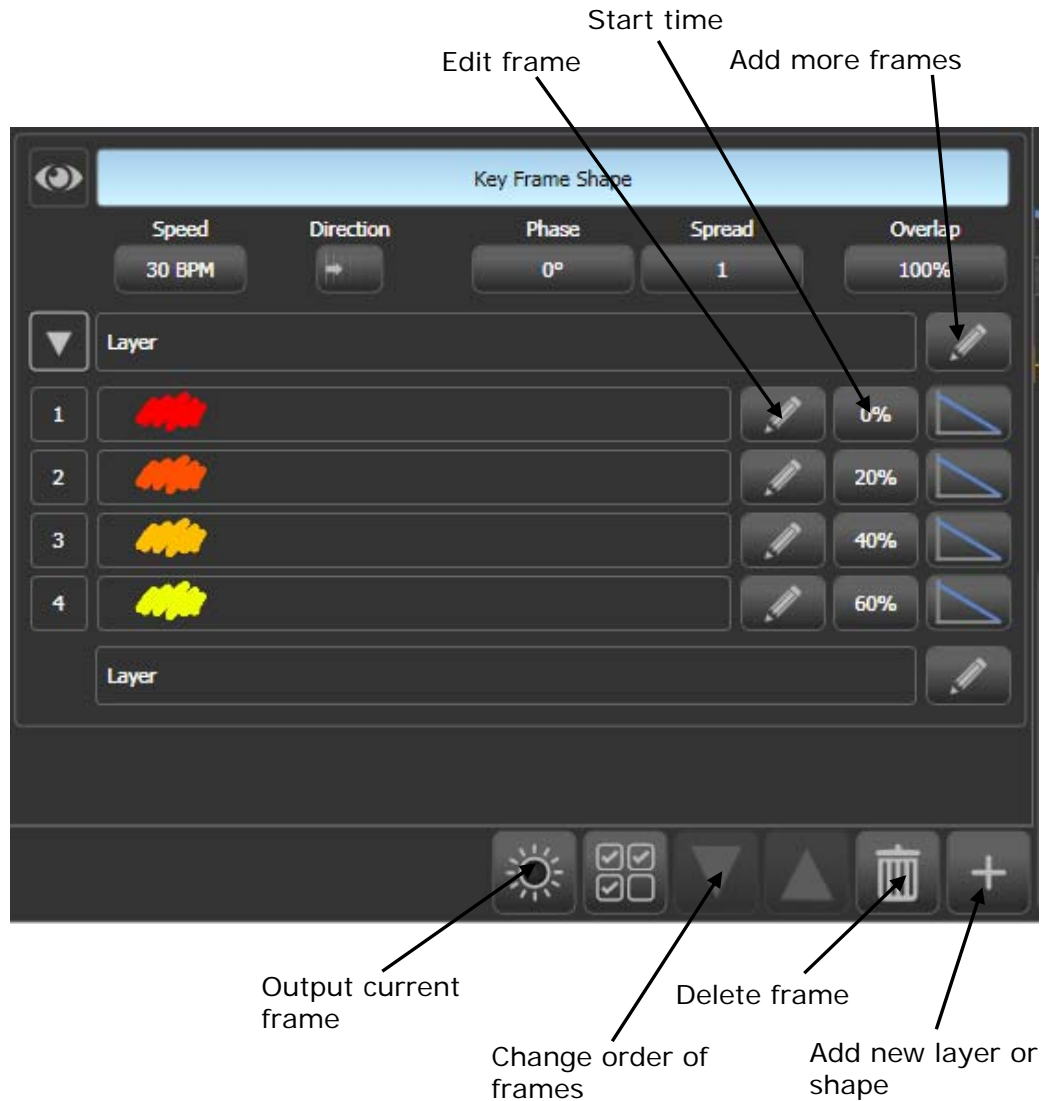 Start time
Edit frame
Add more frames
Key Frame Shape
Speed
Direction
Phase
Spread
Overlap
30 BPM
0°
1
100%
Layer
1
0%
2
20%
3
40%
4
60%
Layer
Output current
frame
Delete frame
Change order of
frames
Add new layer or
shape